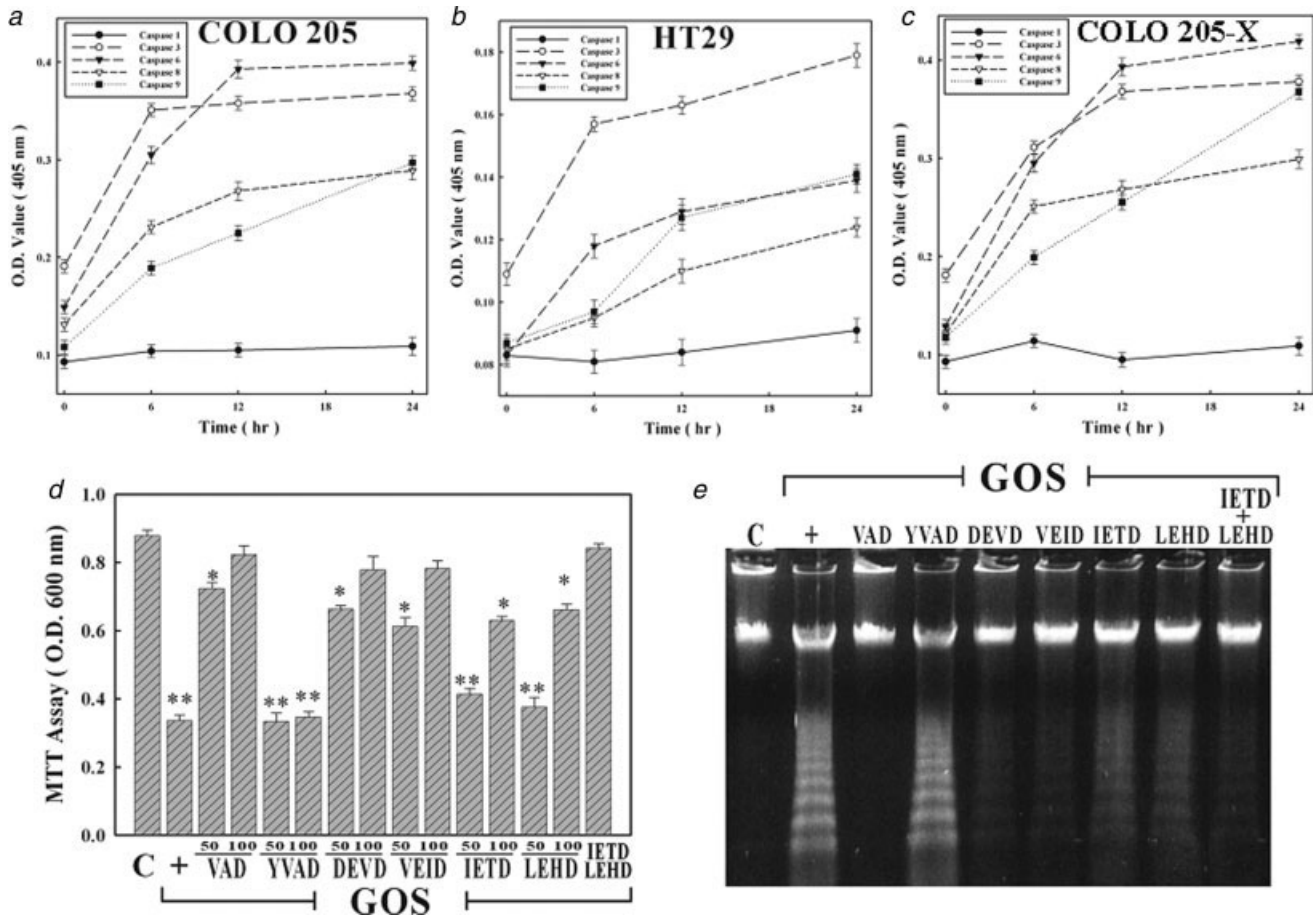 a
COLO 205
Caspase 1
Caspase 3
Caspase 6
Caspase 8
Caspase 9
O.D. Value ( 405 nm )
0.4
0.3
0.2
0.1
0 6 12 24
Time ( hr )
b
HT29
Caspase 1
Caspase 3
Caspase 6
Caspase 8
Caspase 9
O.D. Value ( 405 nm )
0.18
0.16
0.14
0.12
0.10
0.08
0 6 12 24
Time ( hr )
c
COLO 205-X
Caspase 1
Caspase 3
Caspase 6
Caspase 8
Caspase 9
O.D. Value ( 405 nm )
0.4
0.3
0.2
0.1
0 6 12 24
Time ( hr )
d
MTT Assay ( O.D. 600 nm )
1.0
0.8
0.6
0.4
0.2
0.0
** * ** ** * * ** * ** *
50 100 50 100 50 100 50 100 50 100 50 100 IETD
C + VAD YVAD DEVD VEID IETD LEHD LEHD
GOS
e
GOS
IETD
+
C + VAD YVAD DEVD VEID IETD LEHD LEHD